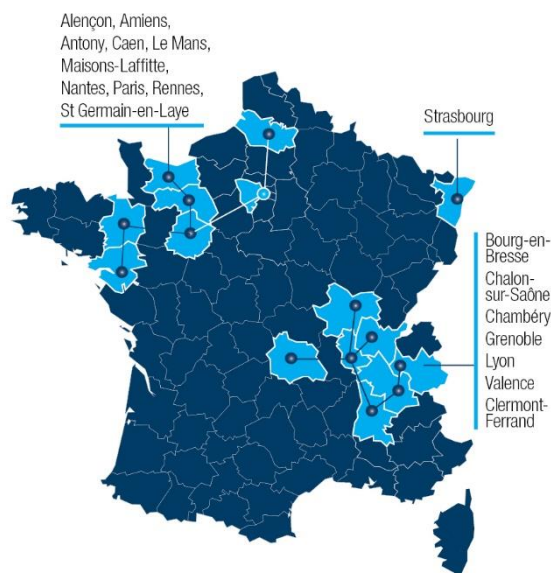 Alençon, Amiens,
Antony, Caen, Le Mans,
Maisons-Laffitte,
Nantes, Paris, Rennes,
St Germain-en-Laye
Strasbourg
Bourg-en-
Bresse
Chalon-
sur-Saône
Chambéry
Grenoble
Lyon
Valence
Clermont-
Ferrand